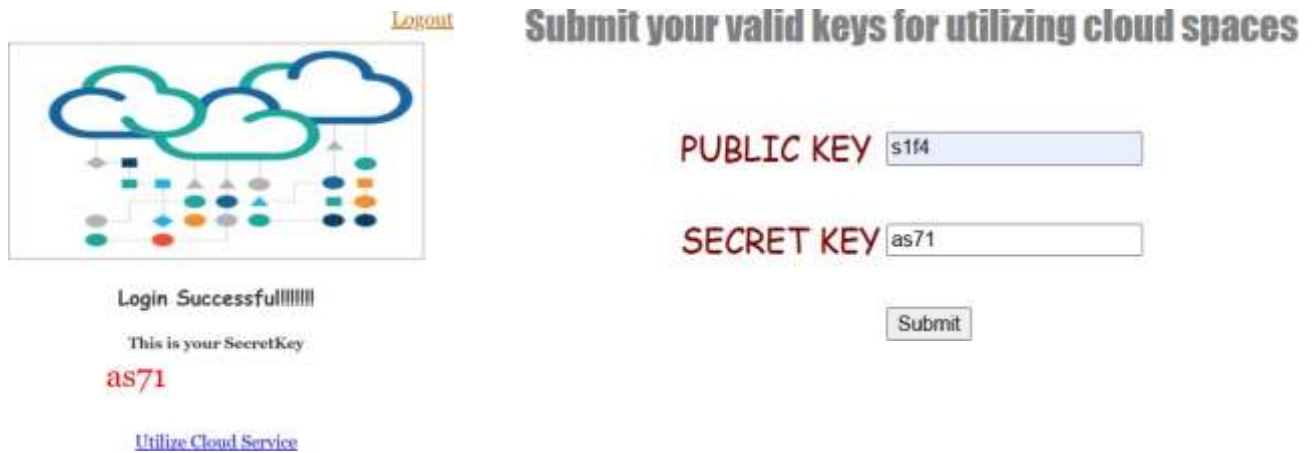 Logout
Login Successful!!!!!!!!
This is your SecretKey
as71
Utilize Cloud Service
Submit your valid keys for utilizing cloud spaces
PUBLIC KEY s1f4
SECRET KEY as71
Submit